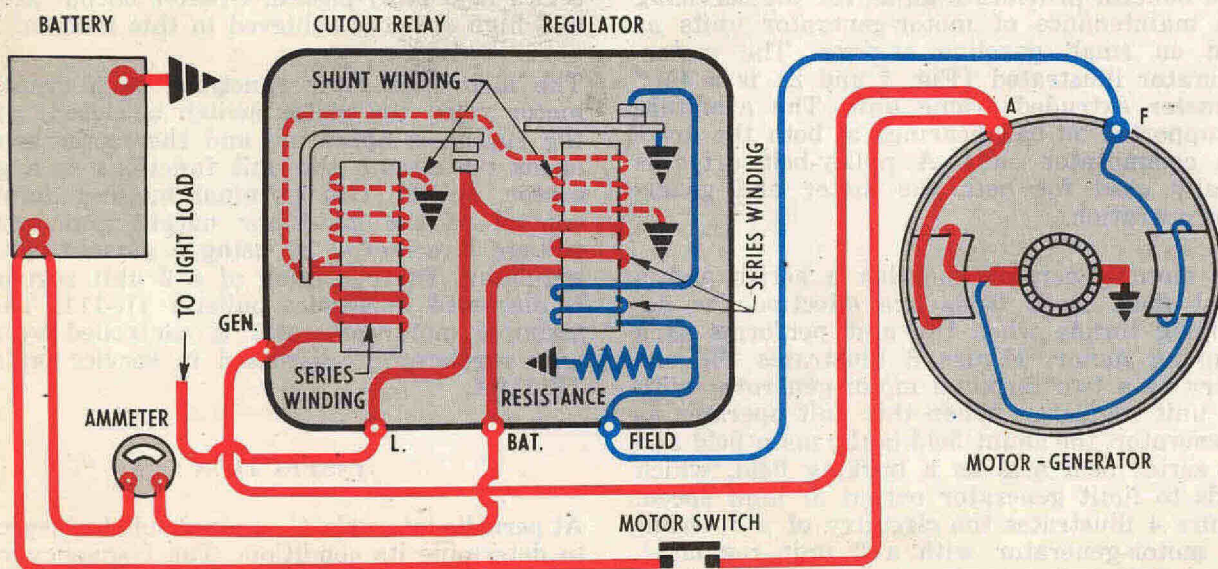 BATTERY
CUTOUT RELAY
REGULATOR
SHUNT WINDING
A
F
TO LIGHT LOAD
SERIES WINDING
GEN.
SERIES
WINDING
RESISTANCE
AMMETER
L.
BAT.
FIELD
MOTOR - GENERATOR
MOTOR SWITCH